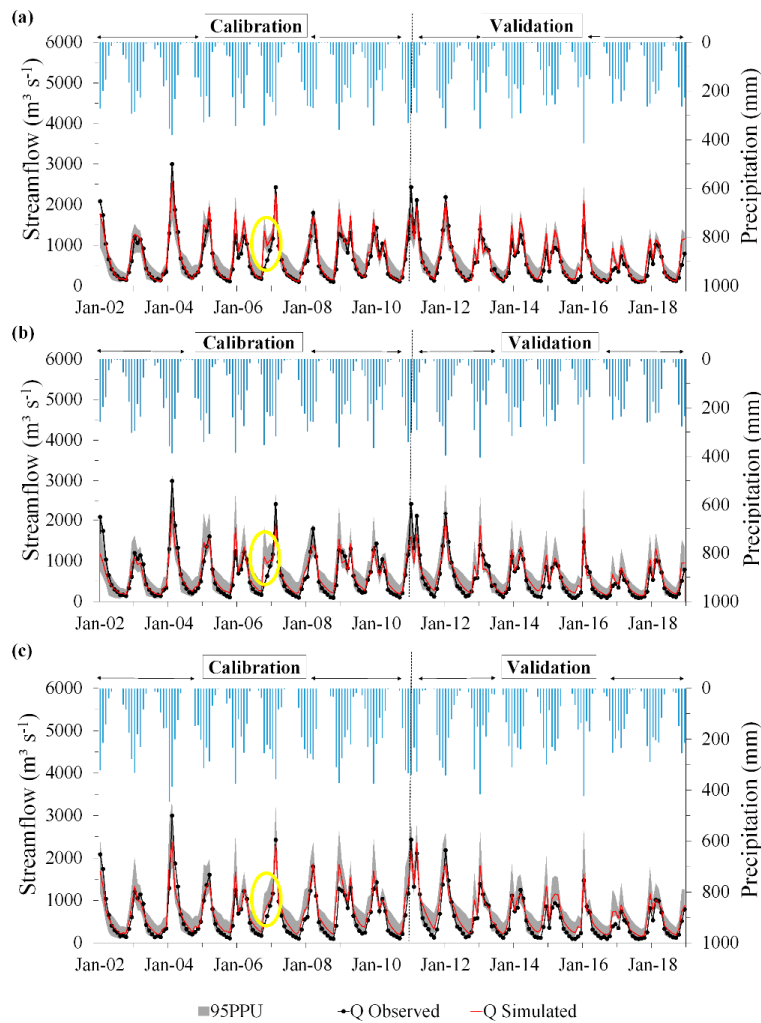 (a)
Calibration
Validation
Streamflow (m³ s⁻¹)
6000
5000
4000
3000
2000
1000
0
Precipitation (mm)
0
200
400
600
800
1000
Jan-02 Jan-04 Jan-06 Jan-08 Jan-10 Jan-12 Jan-14 Jan-16 Jan-18
(b)
Calibration
Validation
Streamflow (m³ s⁻¹)
6000
5000
4000
3000
2000
1000
0
Precipitation (mm)
0
200
400
600
800
1000
Jan-02 Jan-04 Jan-06 Jan-08 Jan-10 Jan-12 Jan-14 Jan-16 Jan-18
(c)
Calibration
Validation
Streamflow (m³ s⁻¹)
6000
5000
4000
3000
2000
1000
0
Precipitation (mm)
0
200
400
600
800
1000
Jan-02 Jan-04 Jan-06 Jan-08 Jan-10 Jan-12 Jan-14 Jan-16 Jan-18
95PPU Q Observed Q Simulated